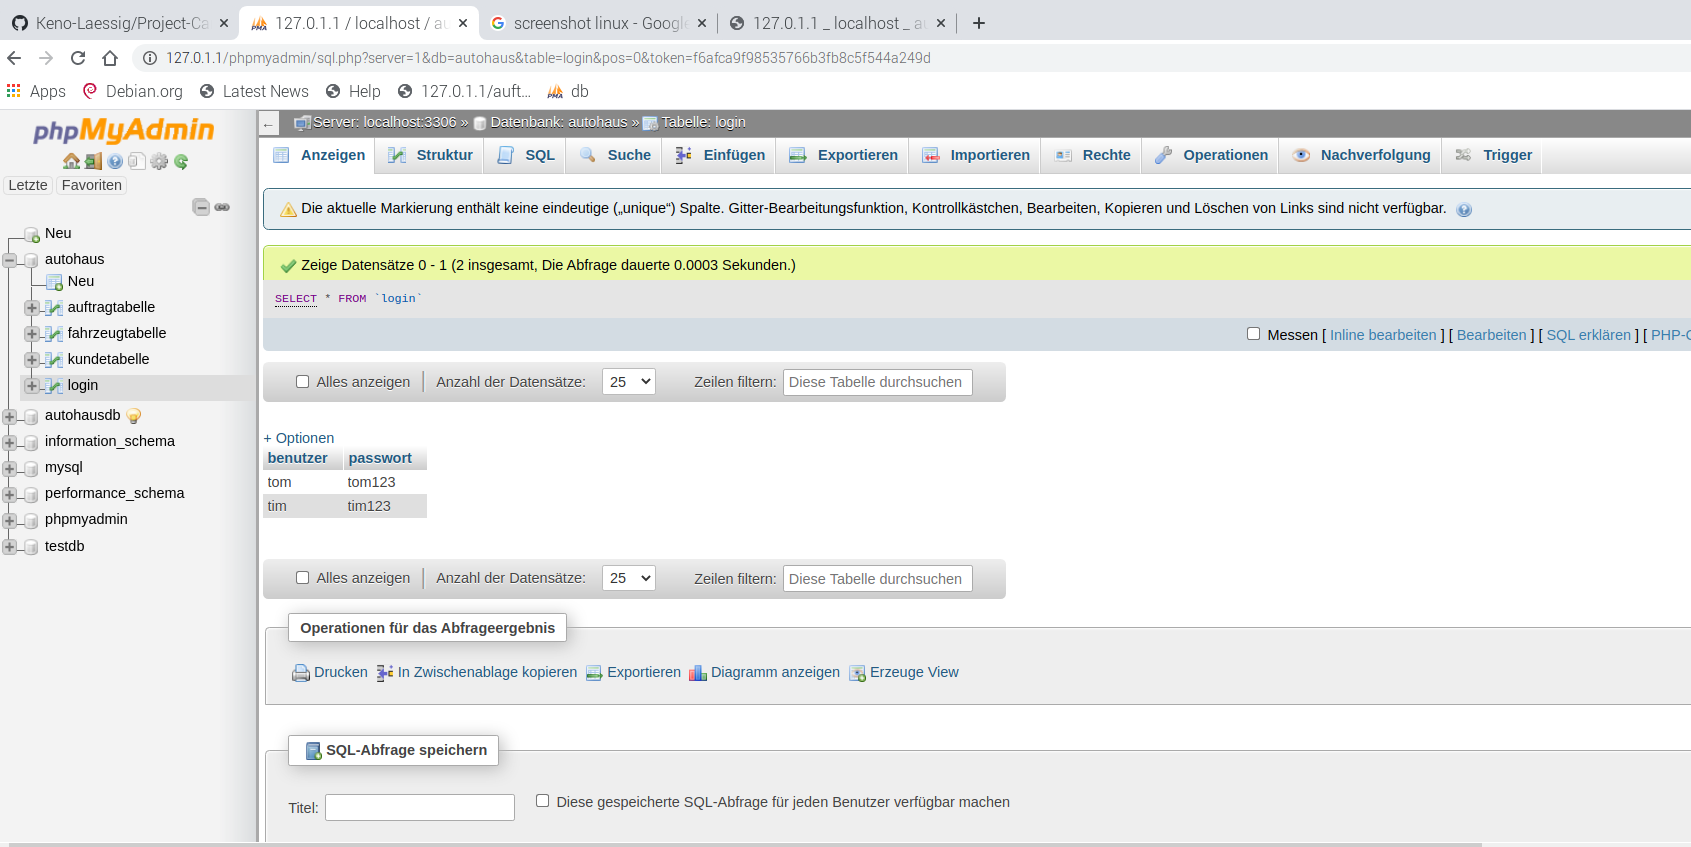 Keno-Laessig/Project-Ca
127.0.1.1 / localhost / au
screenshot linux - Google
127.0.1.1 _ localhost _ au
127.0.1.1/phpmyadmin/sql.php?server=1&db=autohaus&table=login&pos=0&token=f6afca9f98535766b3fb8c5f544a249d
Apps Debian.org Latest News Help 127.0.1.1/auft... db
phpMyAdmin
Letzte Favoriten
Neu
autohaus
Neu
auftragtabelle
fahrzeugtabelle
kundetabelle
login
autohausdb
information_schema
mysql
performance_schema
phpmyadmin
testdb
← Server: localhost:3306 » Datenbank: autohaus » Tabelle: login
Anzeigen Struktur SQL Suche Einfügen Exportieren Importieren Rechte Operationen Nachverfolgung Trigger
Die aktuelle Markierung enthält keine eindeutige („unique“) Spalte. Gitter-Bearbeitungsfunktion, Kontrollkästchen, Bearbeiten, Kopieren und Löschen von Links sind nicht verfügbar.
Zeige Datensätze 0 - 1 (2 insgesamt, Die Abfrage dauerte 0.0003 Sekunden.)
SELECT * FROM `login`
Messen [ Inline bearbeiten ] [ Bearbeiten ] [ SQL erklären ] [ PHP-C
Alles anzeigen Anzahl der Datensätze: 25 Zeilen filtern: Diese Tabelle durchsuchen
+ Optionen
benutzer passwort
tom tom123
tim tim123
Alles anzeigen Anzahl der Datensätze: 25 Zeilen filtern: Diese Tabelle durchsuchen
Operationen für das Abfrageergebnis
Drucken In Zwischenablage kopieren Exportieren Diagramm anzeigen Erzeuge View
SQL-Abfrage speichern
Titel: Diese gespeicherte SQL-Abfrage für jeden Benutzer verfügbar machen